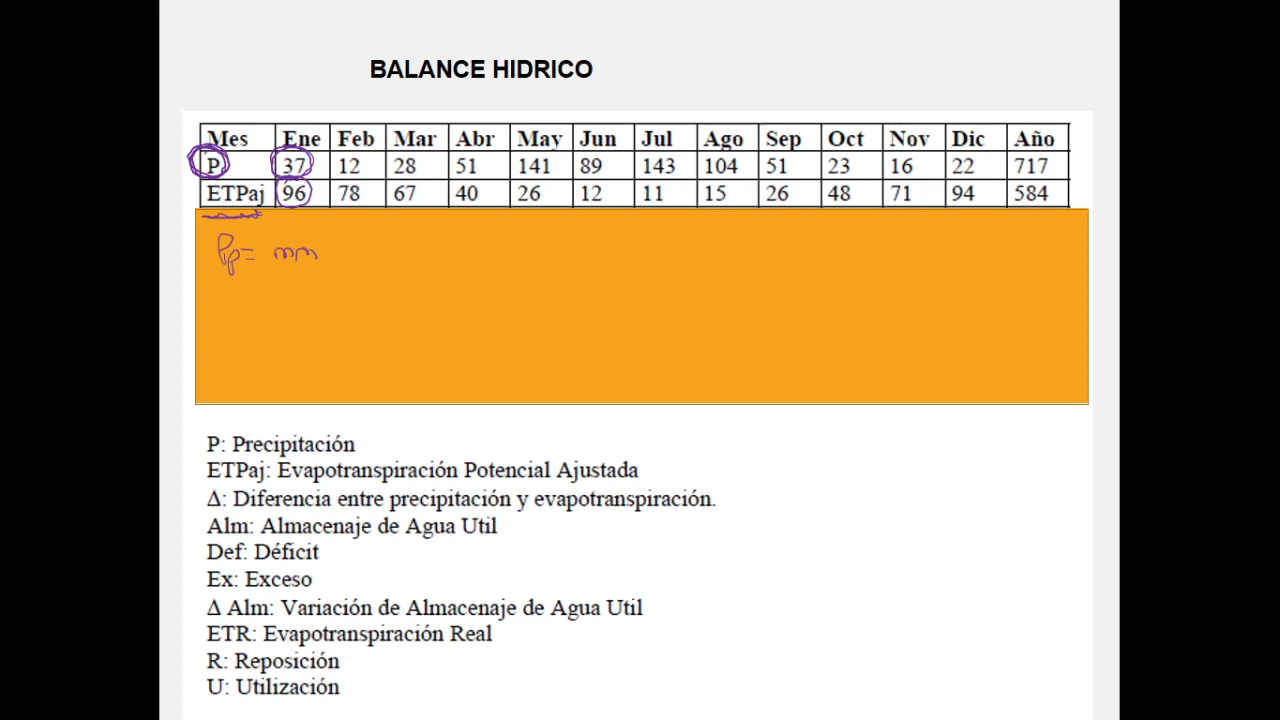 BALANCE HIDRICO
Mes Ene Feb Mar Abr May Jun Jul Ago Sep Oct Nov Dic Año
P 37 12 28 51 141 89 143 104 51 23 16 22 717
ETPaj 96 78 67 40 26 12 11 15 26 48 71 94 584
Pp= mm
P: Precipitación
ETPaj: Evapotranspiración Potencial Ajustada
Δ: Diferencia entre precipitación y evapotranspiración.
Alm: Almacenaje de Agua Util
Def: Déficit
Ex: Exceso
Δ Alm: Variación de Almacenaje de Agua Util
ETR: Evapotranspiración Real
R: Reposición
U: Utilización